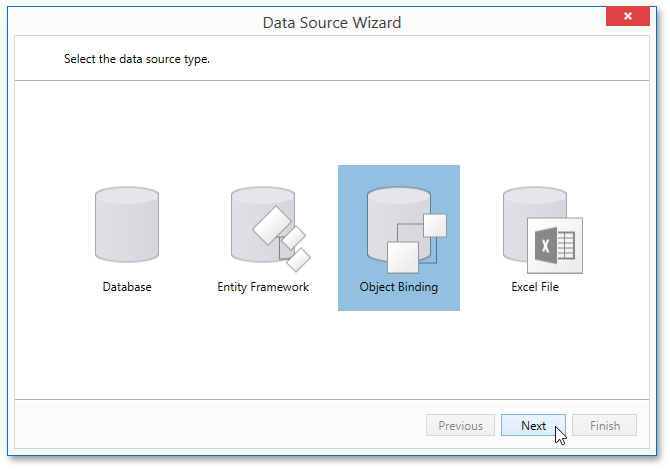 Data Source Wizard
Select the data source type.
Database
Entity Framework
Object Binding
X
Excel File
Previous
Next
Finish